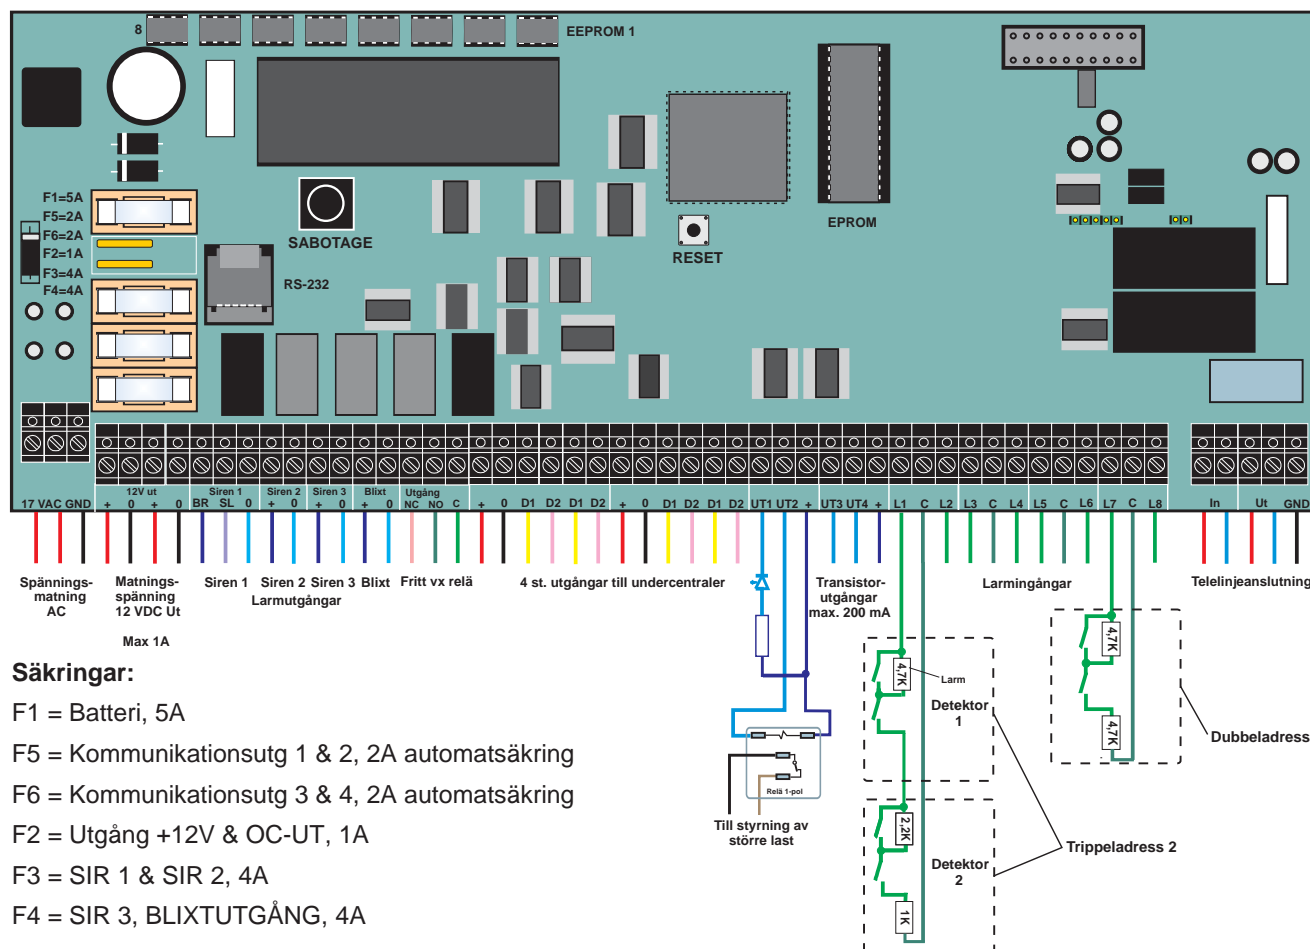 8
EEPROM 1
F1=5A
F5=2A
F6=2A
F2=1A
F3=4A
F4=4A
SABOTAGE
RS-232
RESET
EPROM
12V ut Siren 1 Siren 2 Siren 3 Blixt Utgång
17 VAC GND + 0 + 0 BR SL 0 + 0 + 0 + 0 NC NO C + 0 D1 D2 D1 D2 + 0 D1 D2 D1 D2 UT1 UT2 + UT3 UT4 + L1 C L2 L3 C L4 L5 C L6 L7 C L8 In Ut GND
Spännings-
matning
AC
Matnings-
spänning
12 VDC Ut
Max 1A
Siren 1 Siren 2 Siren 3 Blixt
Larmutgångar
Fritt vx relä
4 st. utgångar till undercentraler
Transistor-
utgångar
max. 200 mA
Larmingångar
Telelinjeanslutning
Säkringar:
F1 = Batteri, 5A
F5 = Kommunikationsutg 1 & 2, 2A automatsäkring
F6 = Kommunikationsutg 3 & 4, 2A automatsäkring
F2 = Utgång +12V & OC-UT, 1A
F3 = SIR 1 & SIR 2, 4A
F4 = SIR 3, BLIXTUTGÅNG, 4A
Relä 1-pol
Till styrning av
större last
4,7K
Larm
Detektor
1
2,2K
Detektor
2
1K
Trippeladress 2
4,7K
4,7K
Dubbeladress